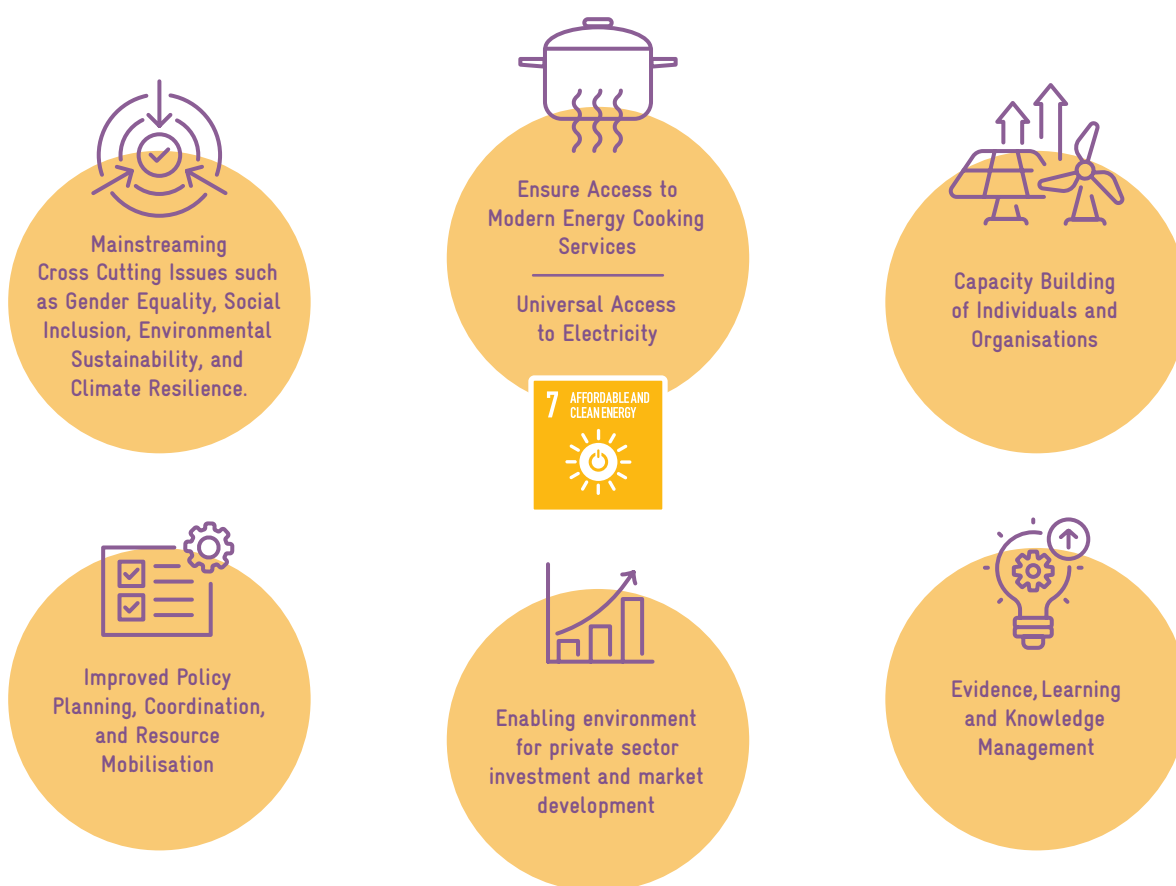 Mainstreaming
Cross Cutting Issues such
as Gender Equality, Social
Inclusion, Environmental
Sustainability, and
Climate Resilience.
Ensure Access to
Modern Energy Cooking
Services
Universal Access
to Electricity
7 AFFORDABLE AND
CLEAN ENERGY
Capacity Building
of Individuals and
Organisations
Improved Policy
Planning, Coordination,
and Resource
Mobilisation
Enabling environment
for private sector
investment and market
development
Evidence, Learning
and Knowledge
Management